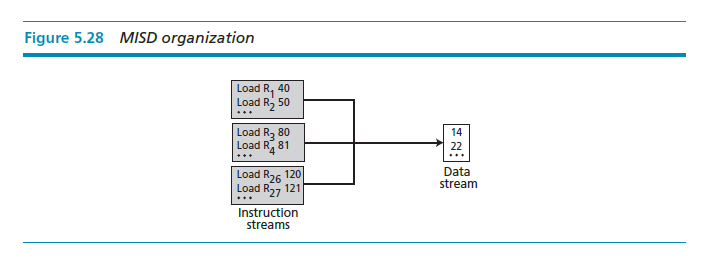 Figure 5.28 MISD organization
Load R1 40
Load R2 50
•••
Load R3 80
Load R4 81
•••
Load R26 120
Load R27 121
•••
Instruction
streams
14
22
•••
Data
stream